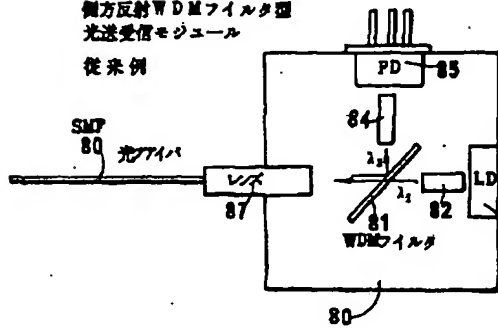 側方反射WDMフイルタ型
光送受信モジュール
従来例
PD
85
84
SMF
80
光ファイバ
レンズ
87
λ₂
λ₁
LD
82
81
WDMフイルタ
80